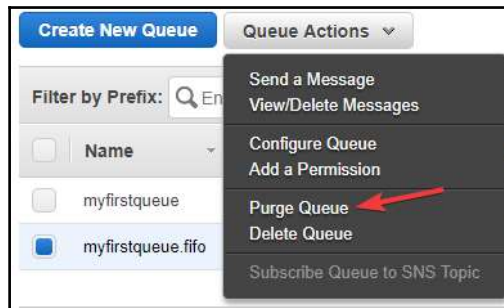 Create New Queue
Queue Actions
Send a Message
View/Delete Messages
Filter by Prefix:
Configure Queue
Name
Add a Permission
myfirstqueue
Purge Queue
Delete Queue
myfirstqueue.fifo
Subscribe Queue to SNS Topic